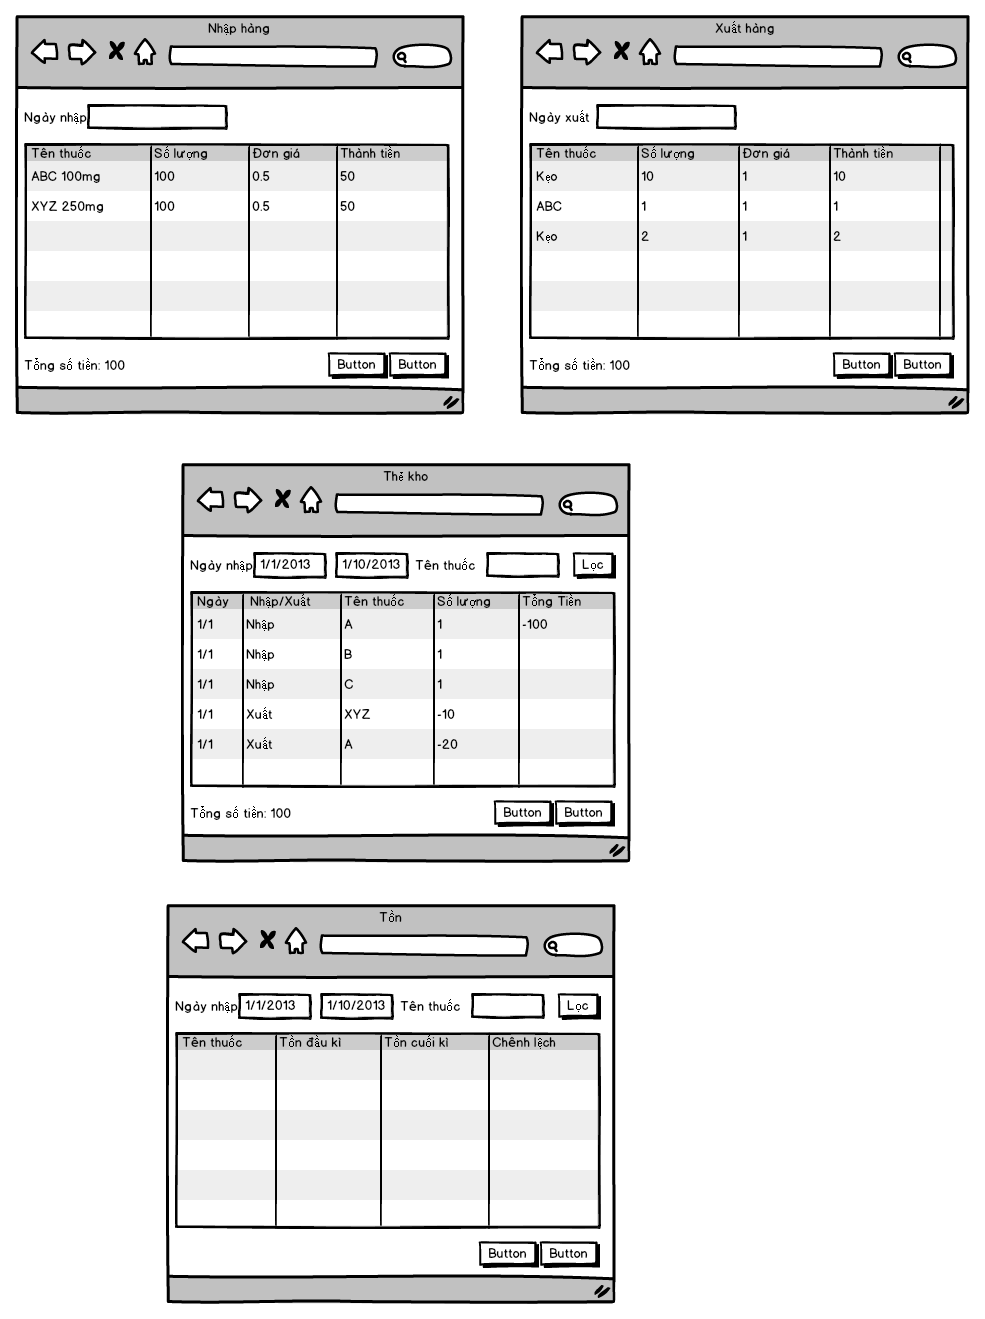 Nhập hàng
Ngày nhập
Tên thuốc Số lượng Đơn giá Thành tiền
ABC 100mg 100 0.5 50
XYZ 250mg 100 0.5 50
Tổng số tiền: 100 Button Button
Xuất hàng
Ngày xuất
Tên thuốc Số lượng Đơn giá Thành tiền
Kẹo 10 1 10
ABC 1 1 1
Kẹo 2 1 2
Tổng số tiền: 100 Button Button
Thẻ kho
Ngày nhập 1/1/2013 1/10/2013 Tên thuốc Lọc
Ngày Nhập/Xuất Tên thuốc Số lượng Tổng Tiền
1/1 Nhập A 1 -100
1/1 Nhập B 1
1/1 Nhập C 1
1/1 Xuất XYZ -10
1/1 Xuất A -20
Tổng số tiền: 100 Button Button
Tồn
Ngày nhập 1/1/2013 1/10/2013 Tên thuốc Lọc
Tên thuốc Tồn đầu kì Tồn cuối kì Chênh lệch
Button Button